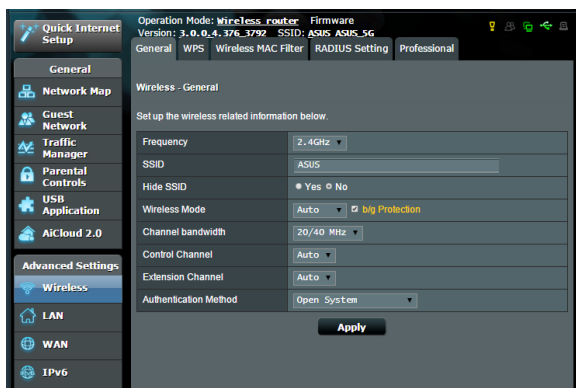 Quick Internet
Setup
Operation Mode: Wireless router Firmware
Version: 3.0.0.4.376_3792 SSID: ASUS ASUS_5G
General WPS Wireless MAC Filter RADIUS Setting Professional
General
Network Map
Guest
Network
Traffic
Manager
Parental
Controls
USB
Application
AiCloud 2.0
Advanced Settings
Wireless
LAN
WAN
IPv6
Wireless - General
Set up the wireless related information below.
Frequency 2.4GHz
SSID ASUS
Hide SSID Yes No
Wireless Mode Auto b/g Protection
Channel bandwidth 20/40 MHz
Control Channel Auto
Extension Channel Auto
Authentication Method Open System
Apply